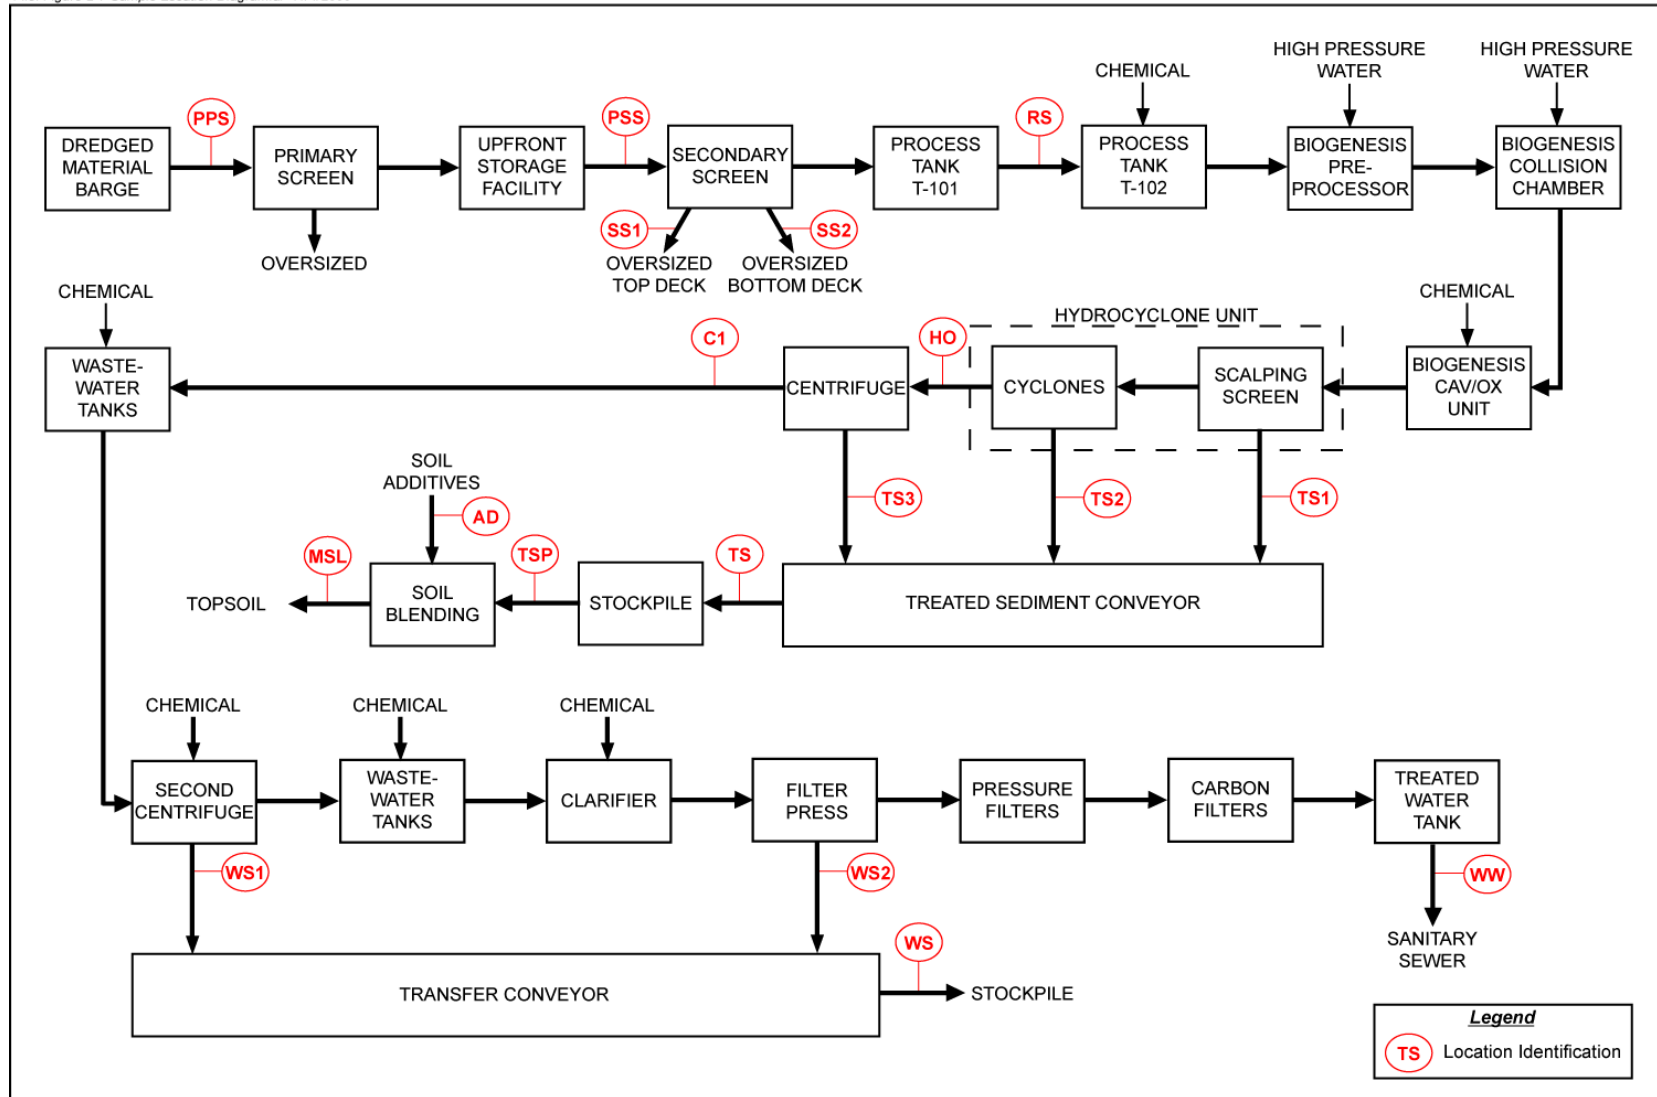 HIGH PRESSURE
WATER
HIGH PRESSURE
WATER
CHEMICAL
PPS
PSS
RS
DREDGED
MATERIAL
BARGE
PRIMARY
SCREEN
UPFRONT
STORAGE
FACILITY
SECONDARY
SCREEN
PROCESS
TANK
T-101
PROCESS
TANK
T-102
BIOGENESIS
PRE-
PROCESSOR
BIOGENESIS
COLLISION
CHAMBER
SS1
SS2
OVERSIZED
OVERSIZED
TOP DECK
OVERSIZED
BOTTOM DECK
CHEMICAL
CHEMICAL
HYDROCYCLONE UNIT
C1
HO
WASTE-
WATER
TANKS
CENTRIFUGE
CYCLONES
SCALPING
SCREEN
BIOGENESIS
CAV/OX
UNIT
SOIL
ADDITIVES
AD
TS3
TS2
TS1
MSL
TSP
TS
TOPSOIL
SOIL
BLENDING
STOCKPILE
TREATED SEDIMENT CONVEYOR
CHEMICAL
CHEMICAL
CHEMICAL
SECOND
CENTRIFUGE
WASTE-
WATER
TANKS
CLARIFIER
FILTER
PRESS
PRESSURE
FILTERS
CARBON
FILTERS
TREATED
WATER
TANK
WS1
WS2
WW
WS
SANITARY
SEWER
TRANSFER CONVEYOR
STOCKPILE
Legend
TS
Location Identification